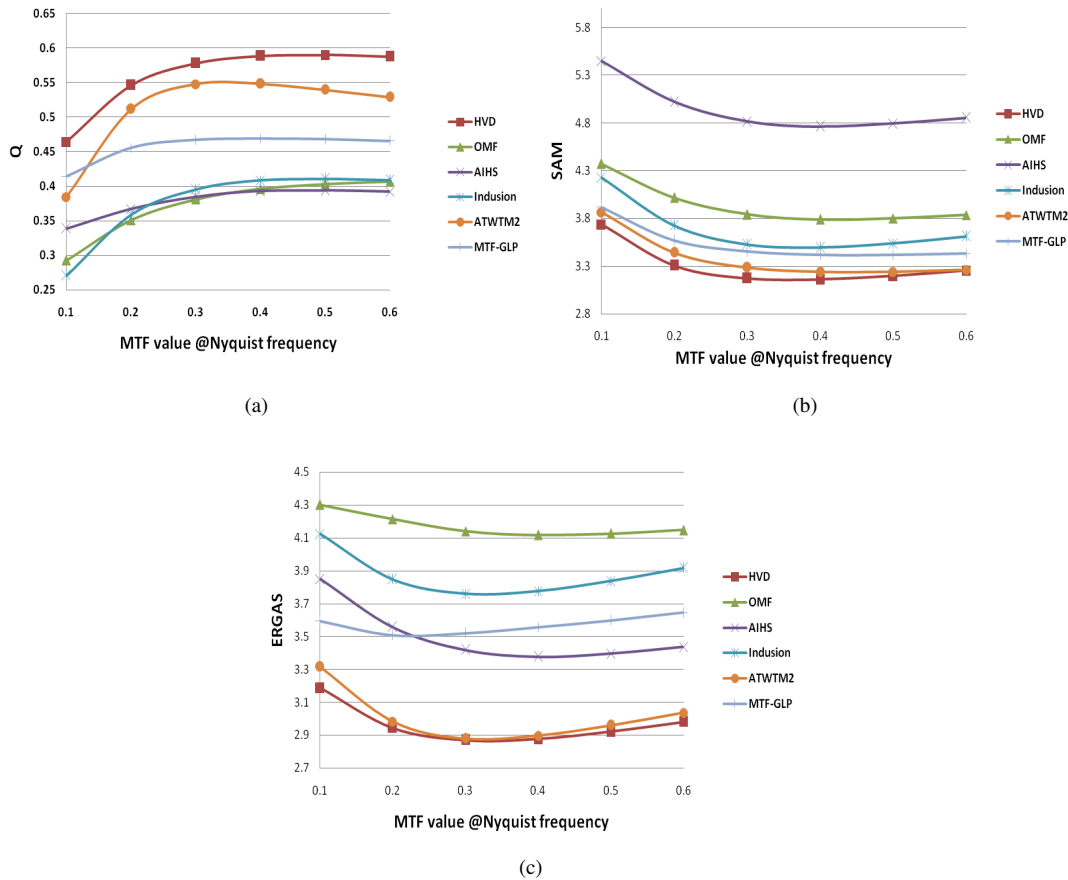 0.65
0.6
0.55
0.5
0.45
0.4
0.35
0.3
0.25
Q
0.1 0.2 0.3 0.4 0.5 0.6
MTF value @Nyquist frequency
HVD
OMF
AIHS
Indusion
ATWTM2
MTF-GLP
(a)
5.8
5.3
4.8
4.3
3.8
3.3
2.8
SAM
0.1 0.2 0.3 0.4 0.5 0.6
MTF value @Nyquist frequency
HVD
OMF
AIHS
Indusion
ATWTM2
MTF-GLP
(b)
4.5
4.3
4.1
3.9
3.7
3.5
3.3
3.1
2.9
2.7
ERGAS
0.1 0.2 0.3 0.4 0.5 0.6
MTF value @Nyquist frequency
HVD
OMF
AIHS
Indusion
ATWTM2
MTF-GLP
(c)